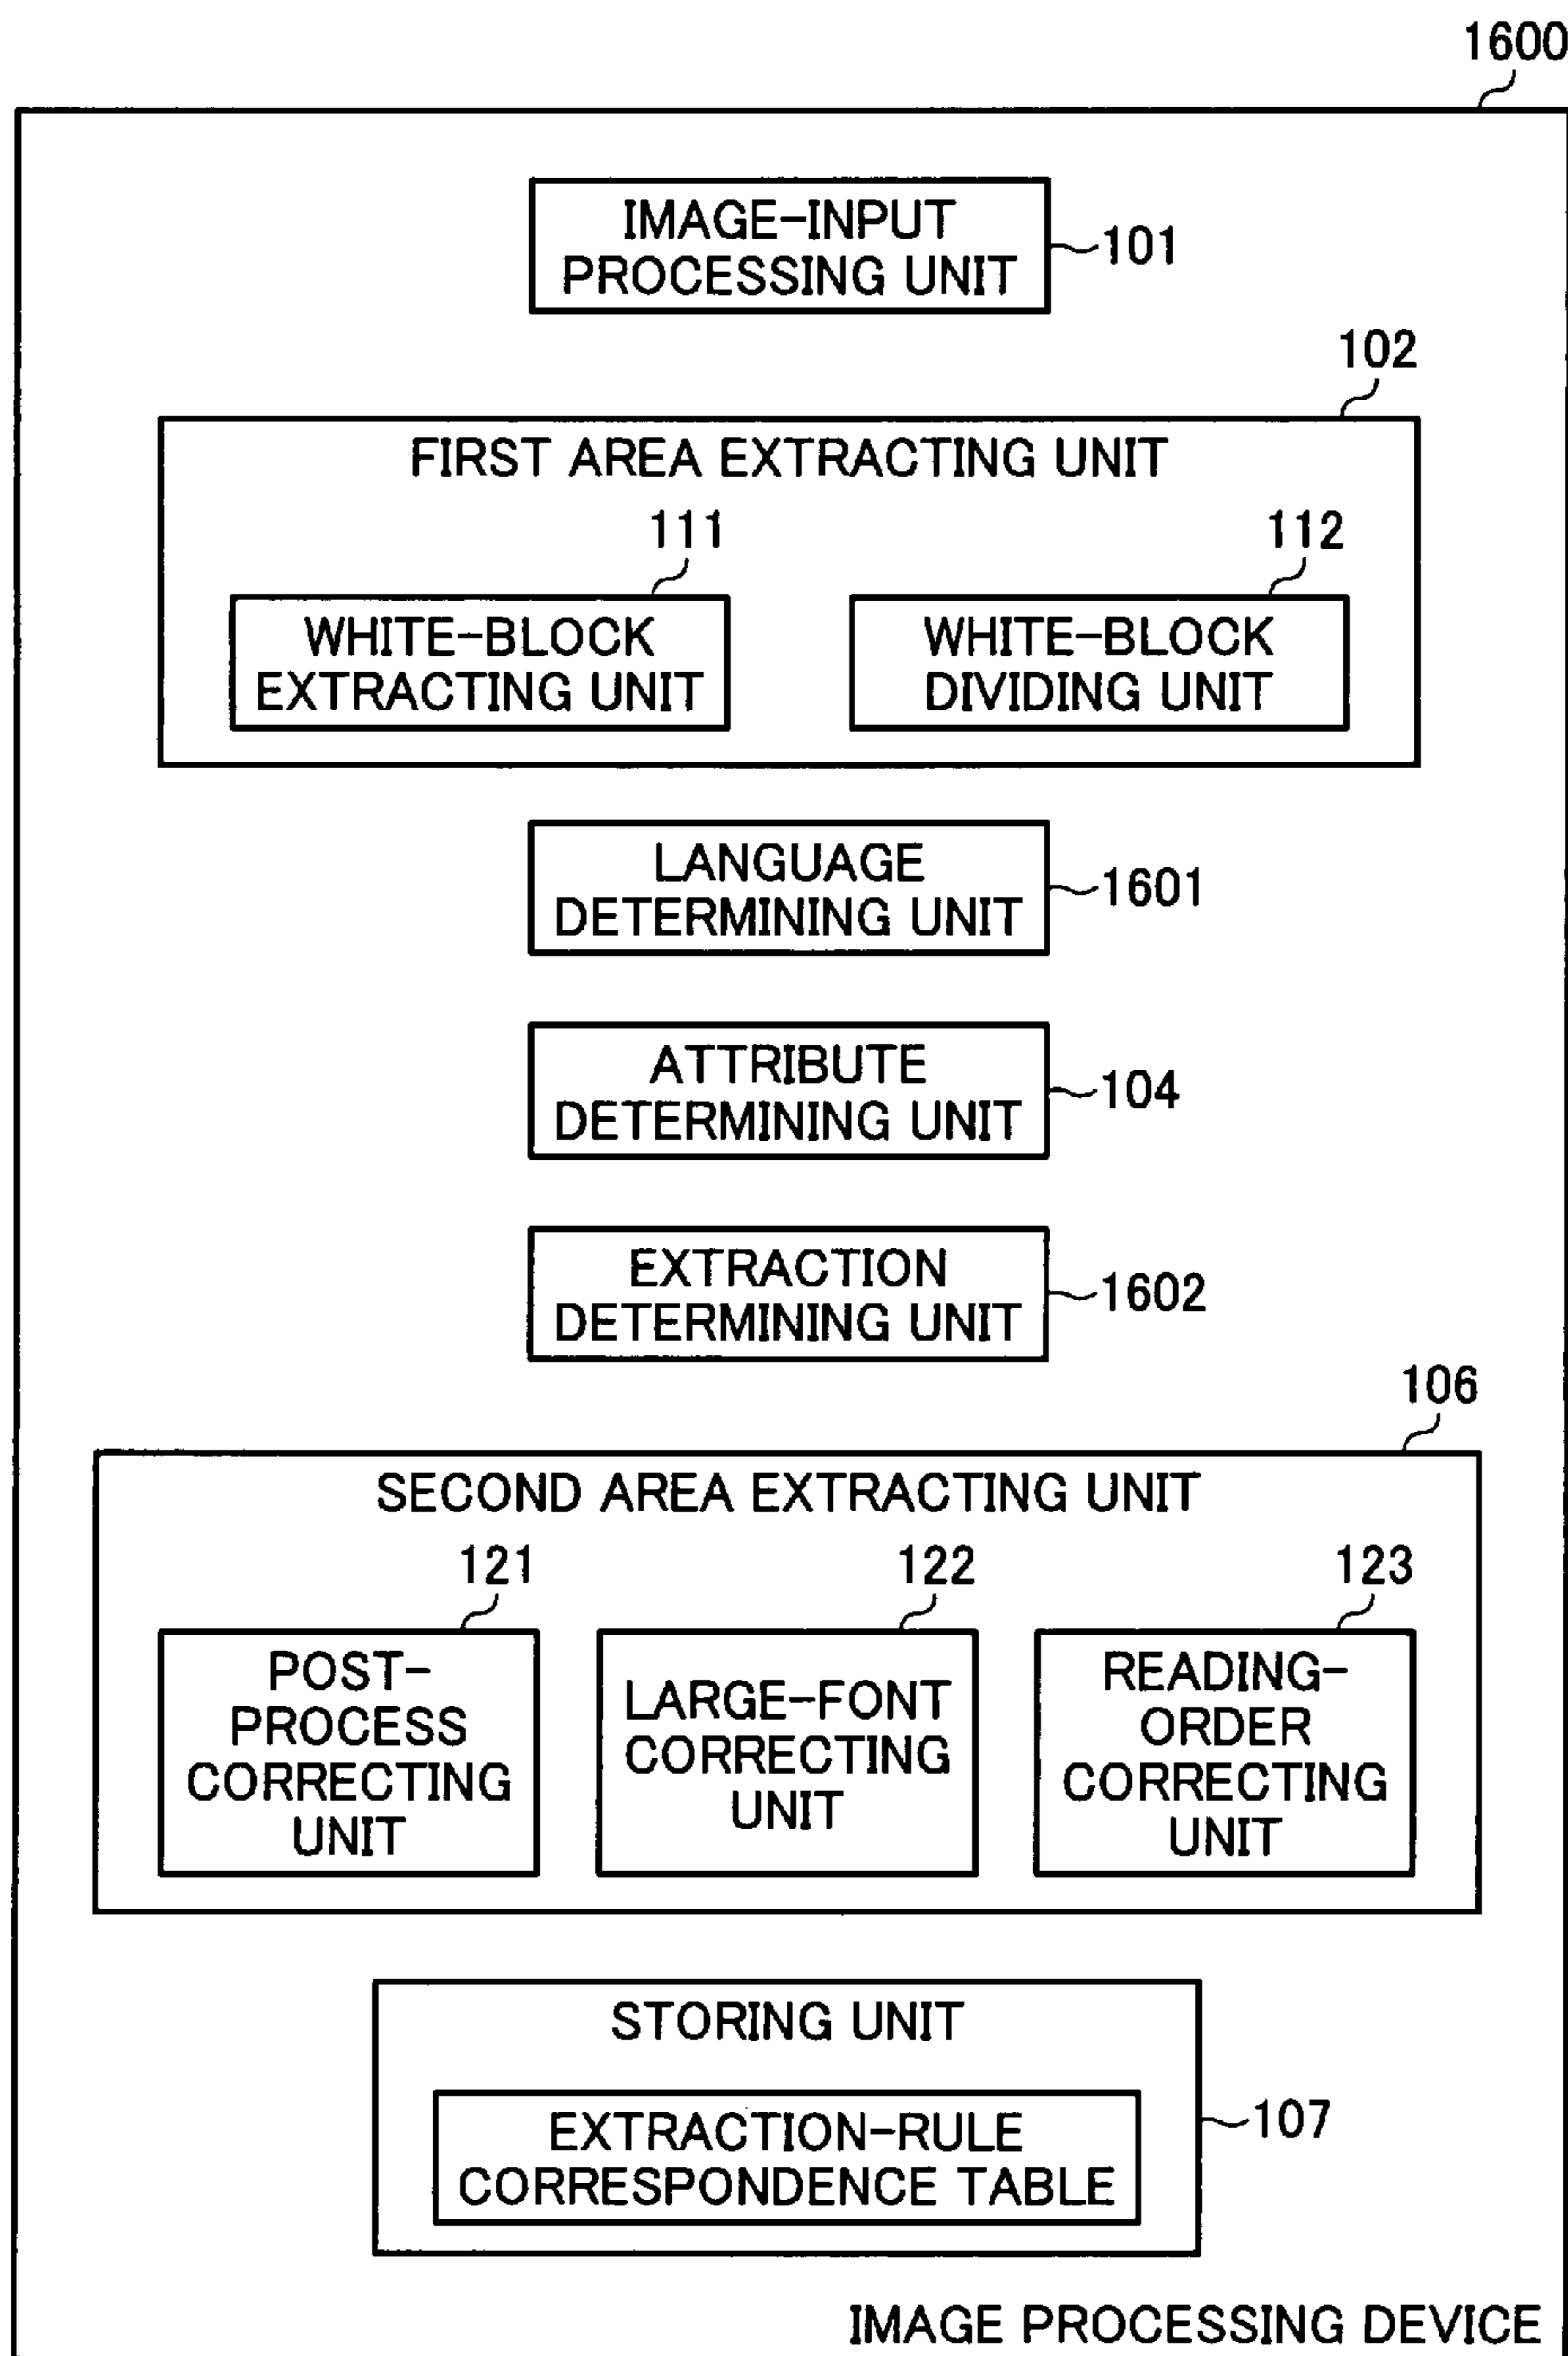 1600
IMAGE-INPUT
PROCESSING UNIT
101
102
FIRST AREA EXTRACTING UNIT
111
112
WHITE-BLOCK
EXTRACTING UNIT
WHITE-BLOCK
DIVIDING UNIT
LANGUAGE
DETERMINING UNIT
1601
ATTRIBUTE
DETERMINING UNIT
104
EXTRACTION
DETERMINING UNIT
1602
106
SECOND AREA EXTRACTING UNIT
121
122
123
POST-
PROCESS
CORRECTING
UNIT
LARGE-FONT
CORRECTING
UNIT
READING-
ORDER
CORRECTING
UNIT
STORING UNIT
EXTRACTION-RULE
CORRESPONDENCE TABLE
107
IMAGE PROCESSING DEVICE